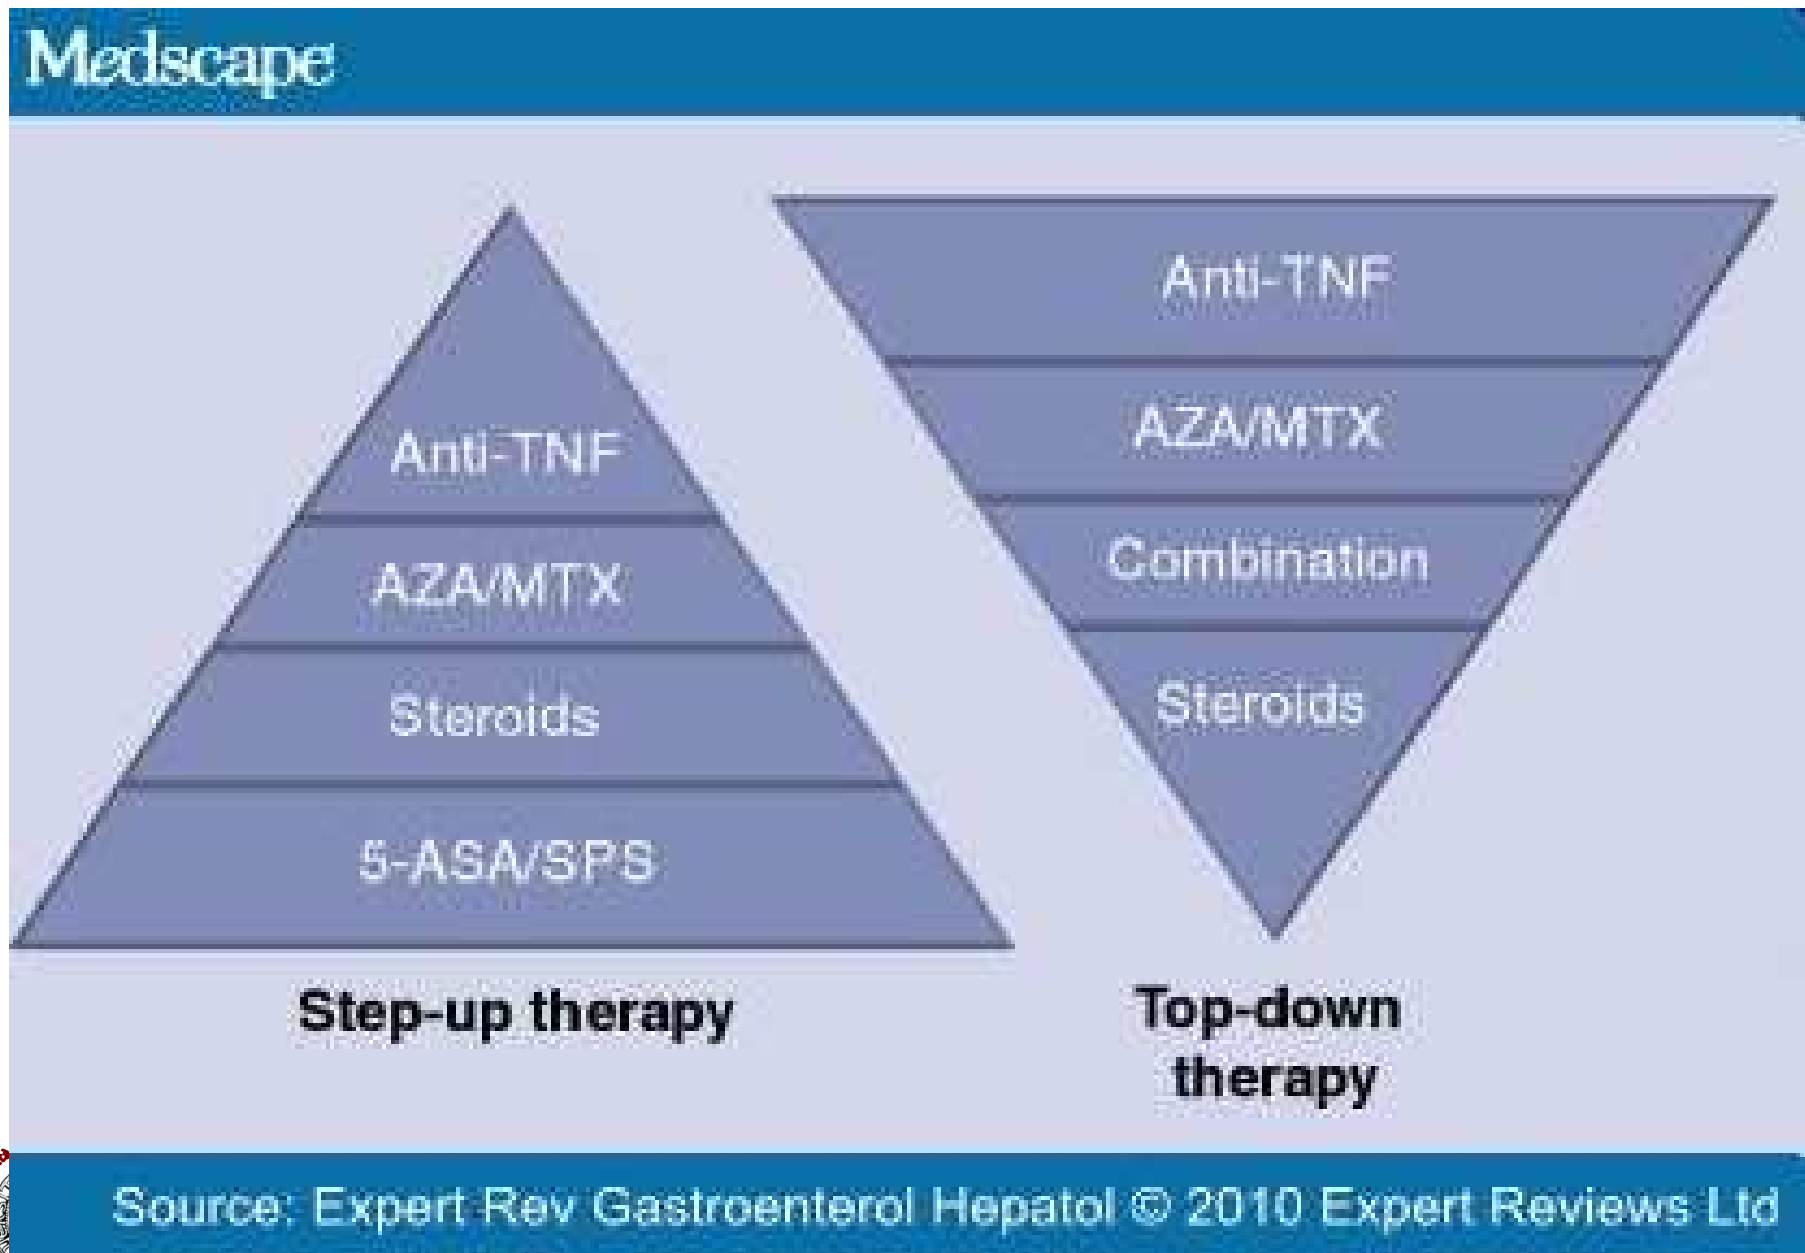 Medscape
Anti-TNF
AZA/MTX
Steroids
5-ASA/SPS
Step-up therapy
Anti-TNF
AZA/MTX
Combination
Steroids
Top-down
therapy
Source: Expert Rev Gastroenterol Hepatol © 2010 Expert Reviews Ltd